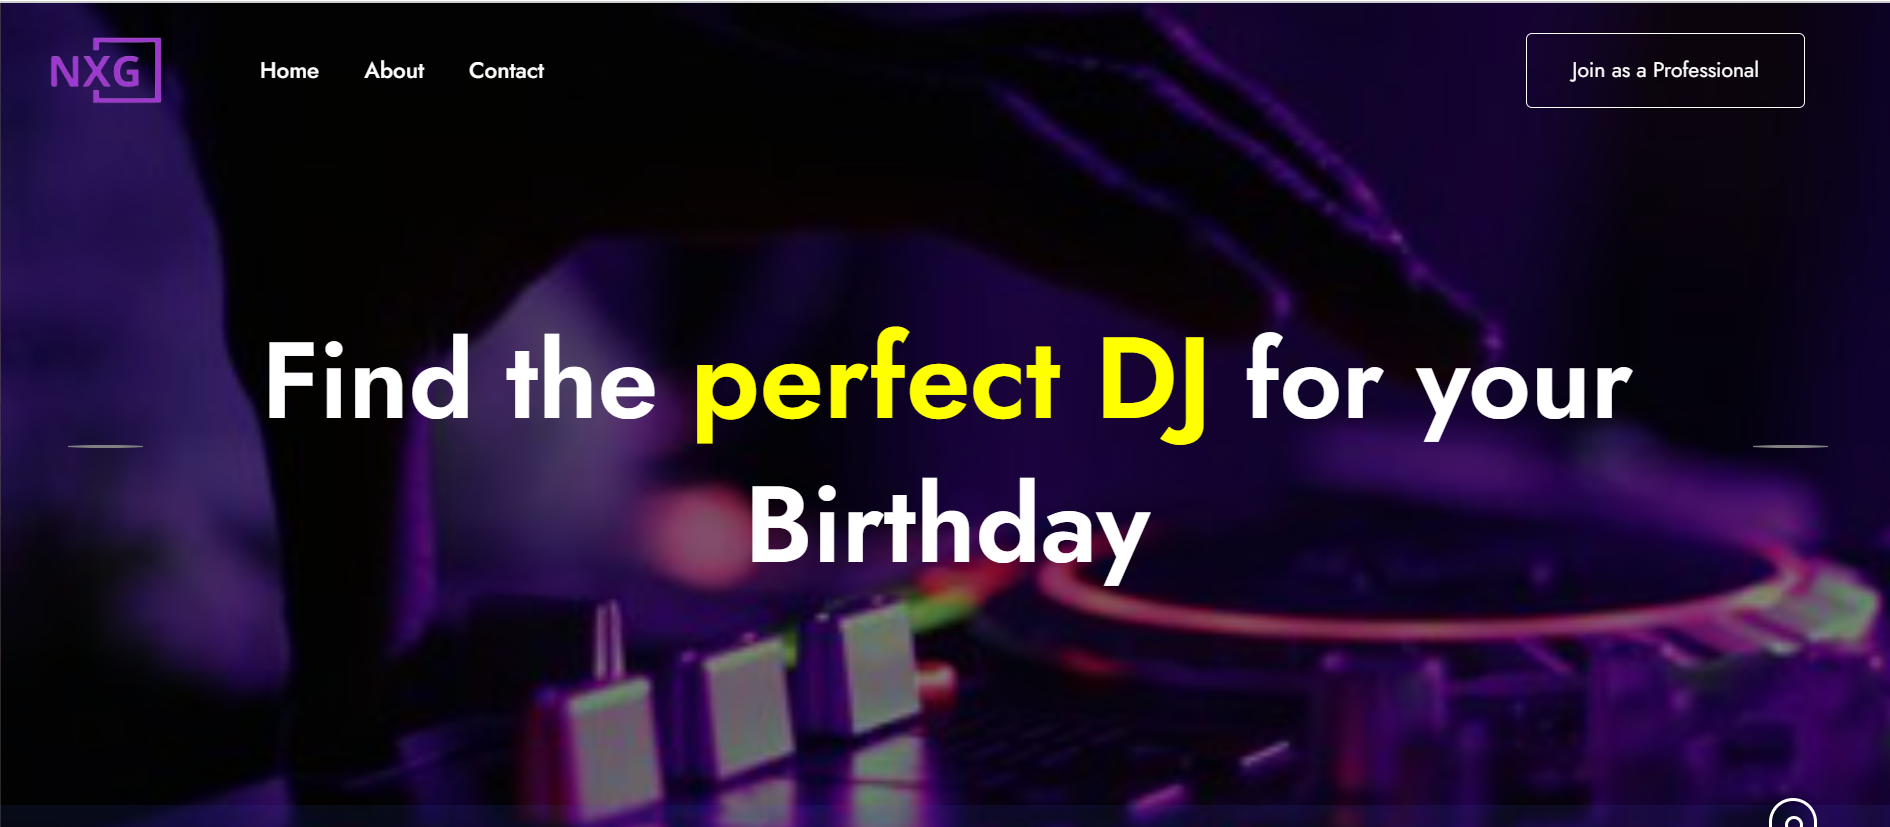 NXG
Home
About
Contact
Join as a Professional
Find the perfect DJ for your
Birthday